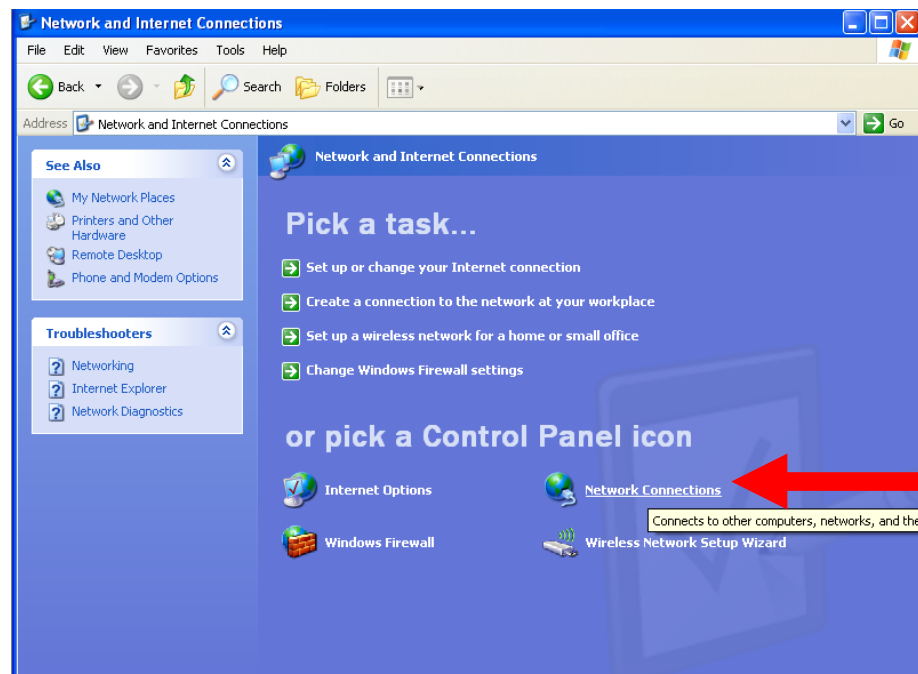 Network and Internet Connections
File Edit View Favorites Tools Help
Back Search Folders
Address Network and Internet Connections Go
See Also
My Network Places
Printers and Other
Hardware
Remote Desktop
Phone and Modem Options
Troubleshooters
Networking
Internet Explorer
Network Diagnostics
Network and Internet Connections
Pick a task...
Set up or change your Internet connection
Create a connection to the network at your workplace
Set up a wireless network for a home or small office
Change Windows Firewall settings
or pick a Control Panel icon
Internet Options
Network Connections
Connects to other computers, networks, and the
Windows Firewall
Wireless Network Setup Wizard